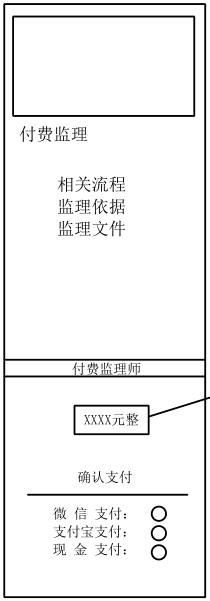 付费监理
相关流程
监理依据
监理文件
付费监理师
XXXX元整
确认支付
微 信 支付:
支付宝支付:
现 金 支付: